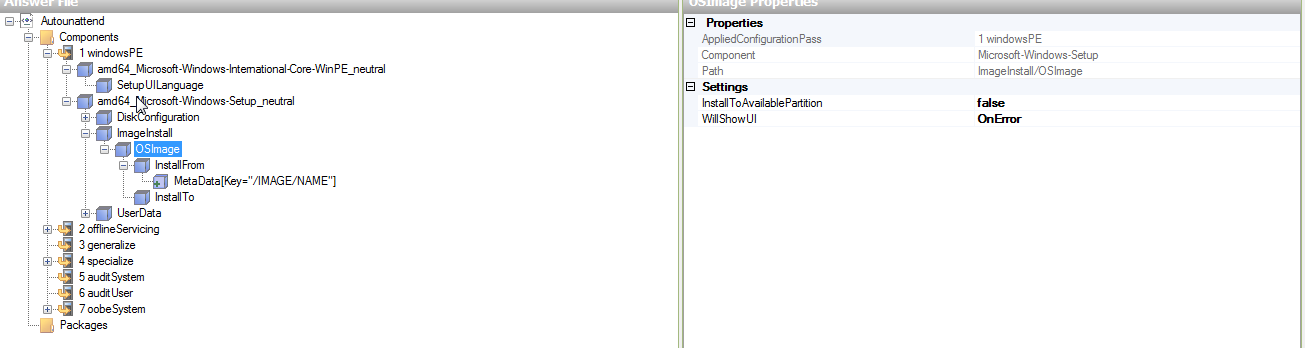 Answer File
Autounattend
Components
1 windowsPE
amd64_Microsoft-Windows-International-Core-WinPE_neutral
SetupUILanguage
amd64_Microsoft-Windows-Setup_neutral
DiskConfiguration
ImageInstall
OSImage
InstallFrom
MetaData[Key="/IMAGE/NAME"]
InstallTo
UserData
2 offlineServicing
3 generalize
4 specialize
5 auditSystem
6 auditUser
7 oobeSystem
Packages
OSImage Properties
Properties
AppliedConfigurationPass 1 windowsPE
Component Microsoft-Windows-Setup
Path ImageInstall/OSImage
Settings
InstallToAvailablePartition false
WillShowUI OnError